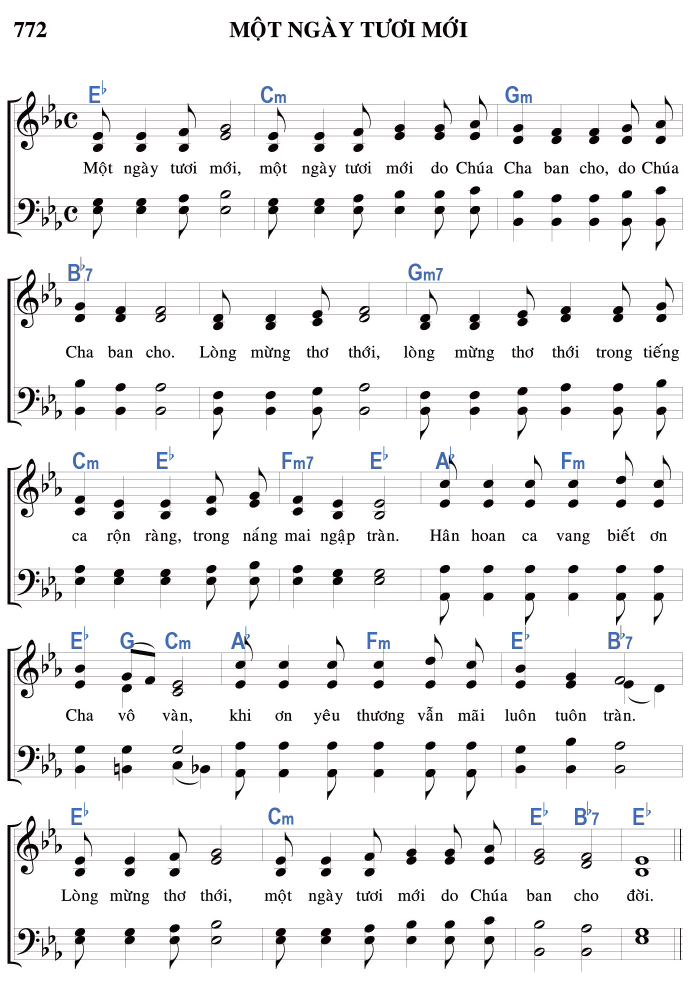 772 MỘT NGÀY TƯƠI MỚI
E♭ Cm Gm
Một ngày tươi mới, một ngày tươi mới do Chúa Cha ban cho, do Chúa
B♭7 Gm7
Cha ban cho. Lòng mừng thơ thới, lòng mừng thơ thới trong tiếng
Cm E♭ Fm7 E♭ A♭ Fm
ca rộn ràng, trong nắng mai ngập tràn. Hân hoan ca vang biết ơn
E♭ G Cm A♭ Fm E♭ B♭7
Cha vô vàn, khi ơn yêu thương vẫn mãi luôn tuôn tràn.
E♭ Cm E♭ B♭7 E♭
Lòng mừng thơ thới, một ngày tươi mới do Chúa ban cho đời.